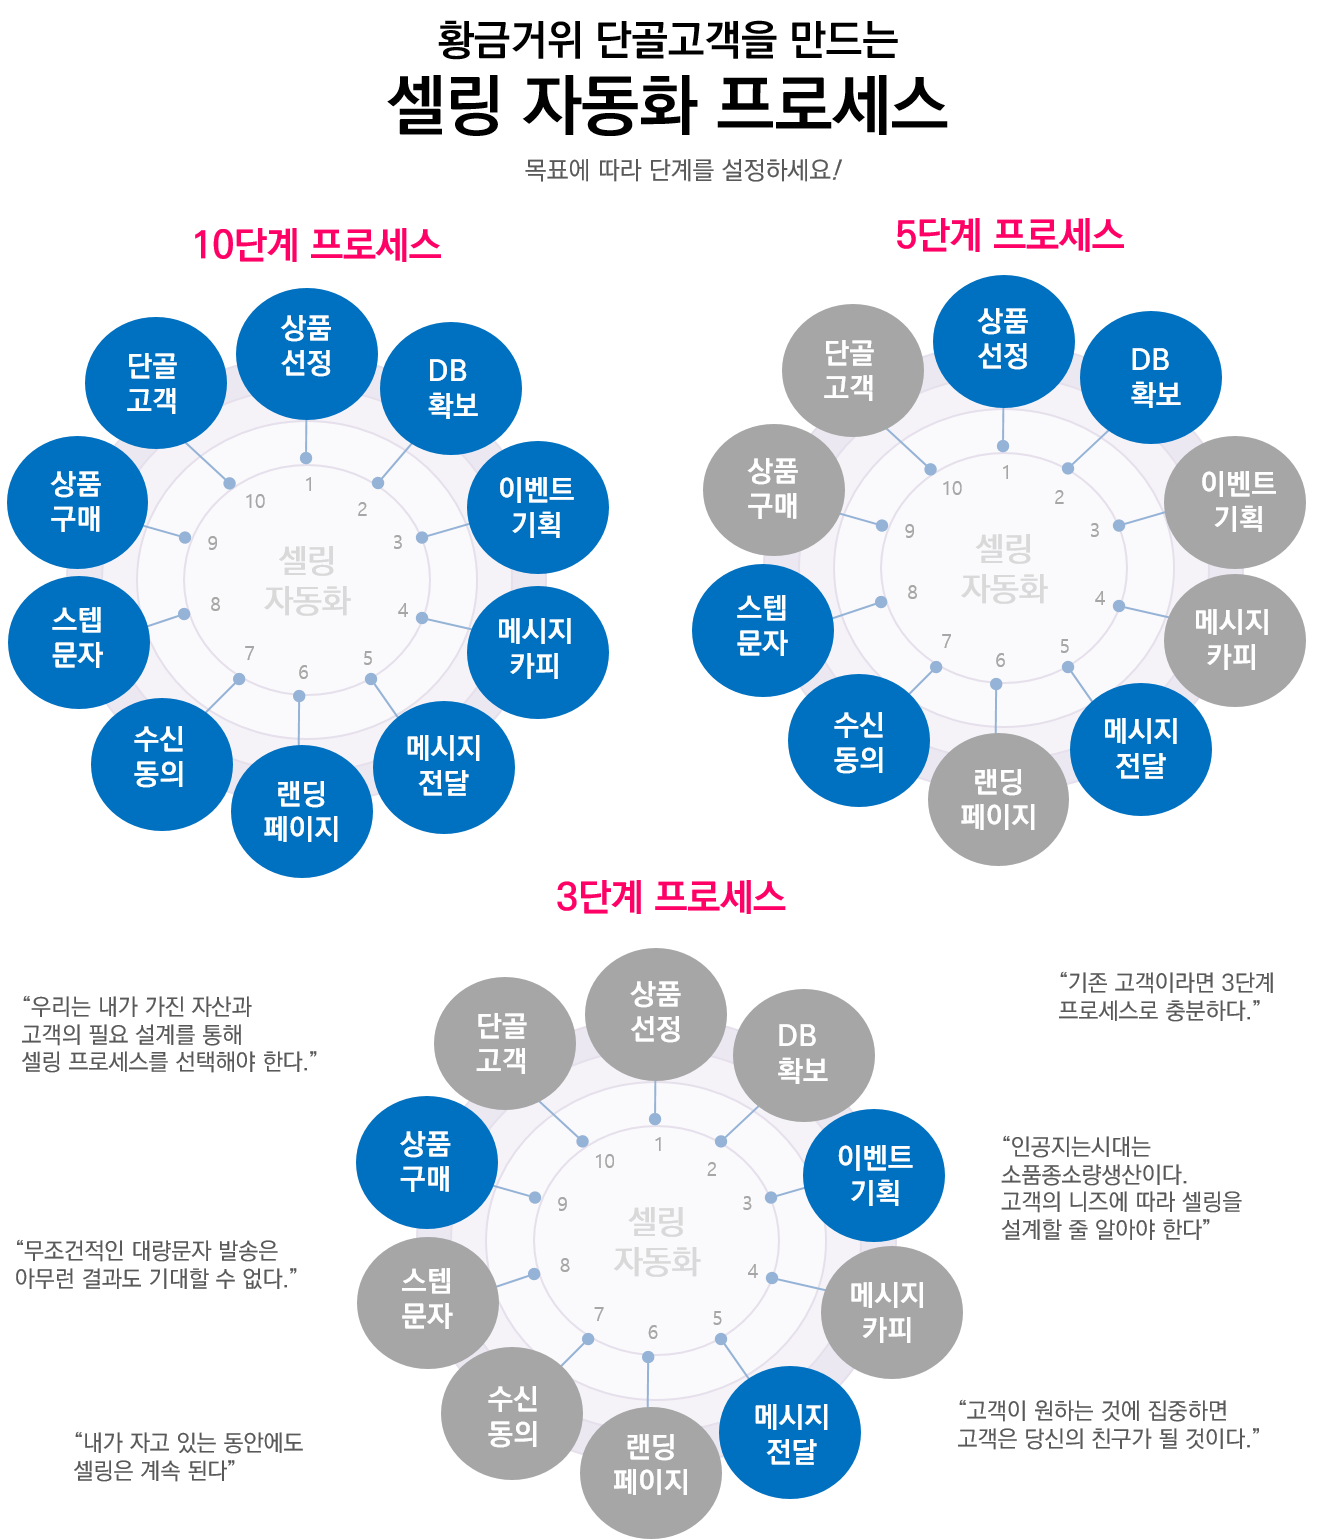 황금거위 단골고객을 만드는
셀링 자동화 프로세스
목표에 따라 단계를 설정하세요!
10단계 프로세스
상품
선정
DB
확보
이벤트
기획
메시지
카피
메시지
전달
랜딩
페이지
수신
동의
스텝
문자
상품
구매
단골
고객
1
2
3
4
5
6
7
8
9
10
셀링
자동화
5단계 프로세스
상품
선정
DB
확보
이벤트
기획
메시지
카피
메시지
전달
랜딩
페이지
수신
동의
스텝
문자
상품
구매
단골
고객
1
2
3
4
5
6
7
8
9
10
셀링
자동화
3단계 프로세스
상품
선정
DB
확보
이벤트
기획
메시지
카피
메시지
전달
랜딩
페이지
수신
동의
스텝
문자
상품
구매
단골
고객
1
2
3
4
5
6
7
8
9
10
셀링
자동화
“우리는 내가 가진 자산과
고객의 필요 설계를 통해
셀링 프로세스를 선택해야 한다.”
“무조건적인 대량문자 발송은
아무런 결과도 기대할 수 없다.”
“내가 자고 있는 동안에도
셀링은 계속 된다”
“기존 고객이라면 3단계
프로세스로 충분하다.”
“인공지는시대는
소품종소량생산이다.
고객의 니즈에 따라 셀링을
설계할 줄 알아야 한다”
“고객이 원하는 것에 집중하면
고객은 당신의 친구가 될 것이다.”